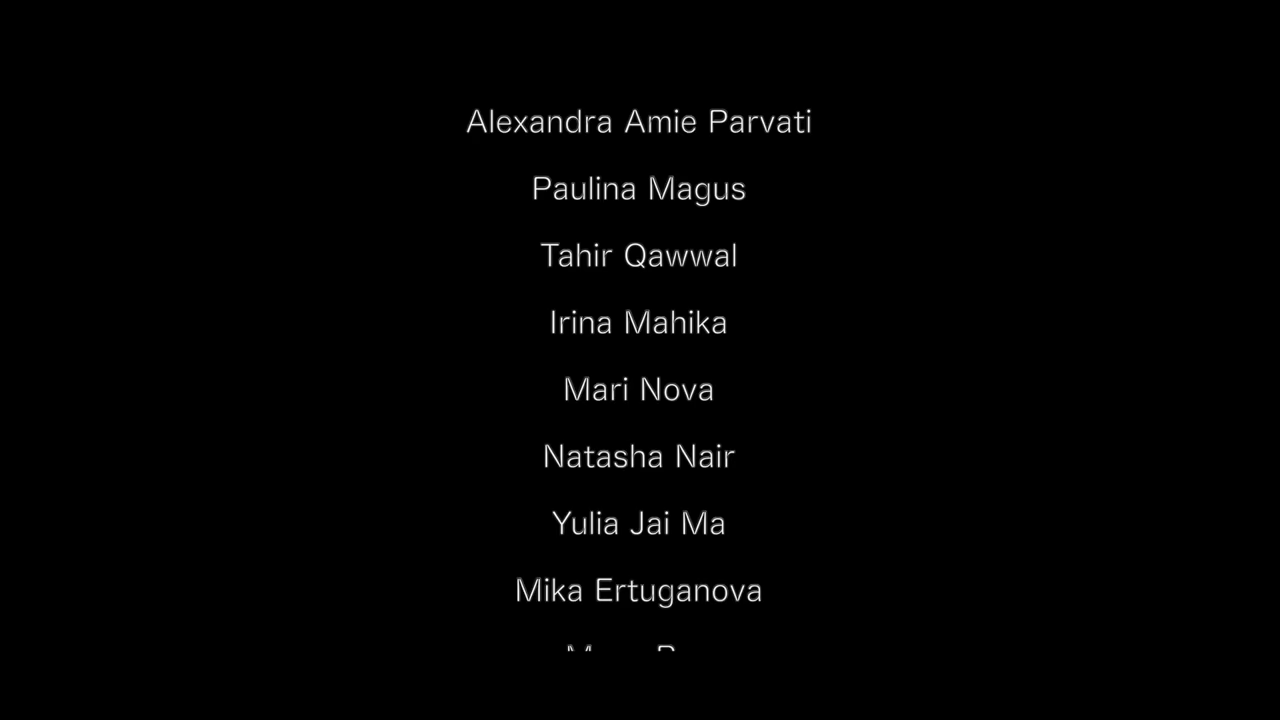 Alexandra Amie Parvati
Paulina Magus
Tahir Qawwal
Irina Mahika
Mari Nova
Natasha Nair
Yulia Jai Ma
Mika Ertuganova